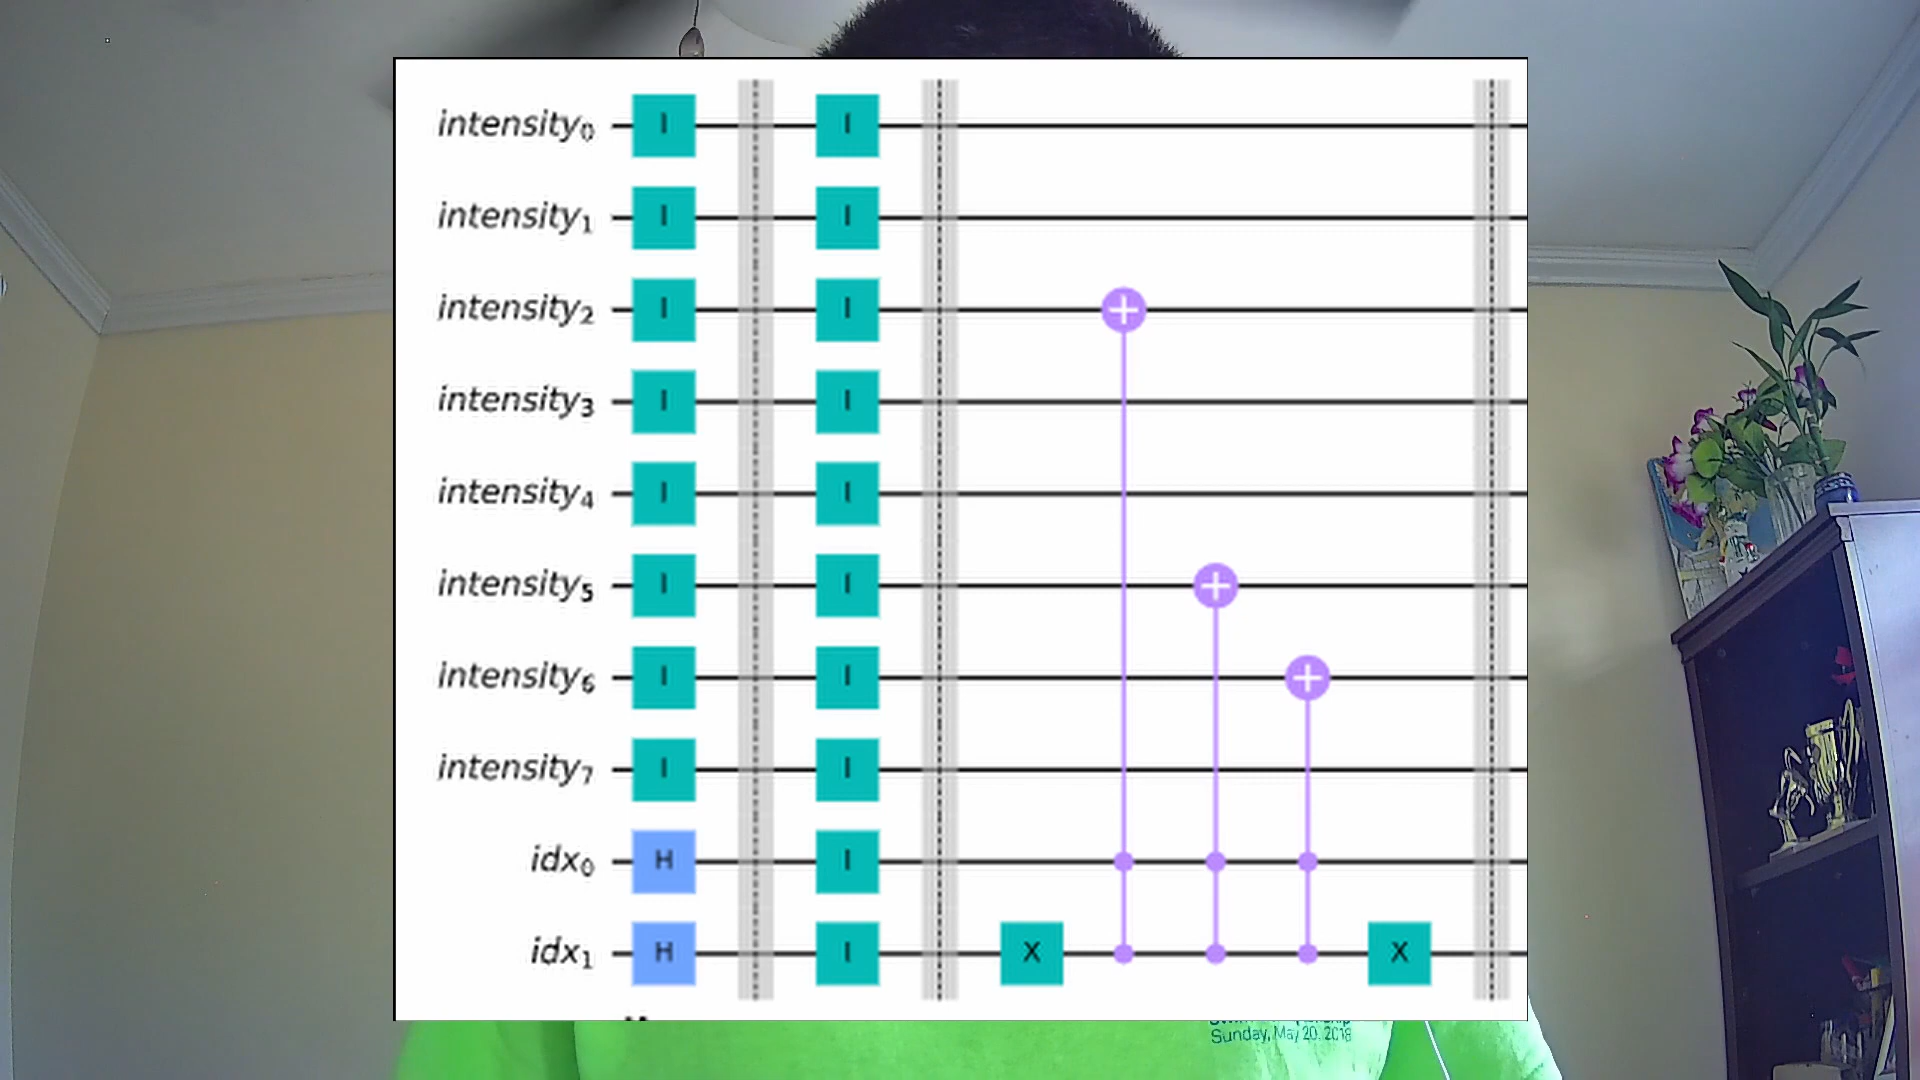 intensity₀ I I
intensity₁ I I
intensity₂ I I
intensity₃ I I
intensity₄ I I
intensity₅ I I
intensity₆ I I
intensity₇ I I
idx₀ H I
idx₁ H I X X
Sunday, May 20, 2018